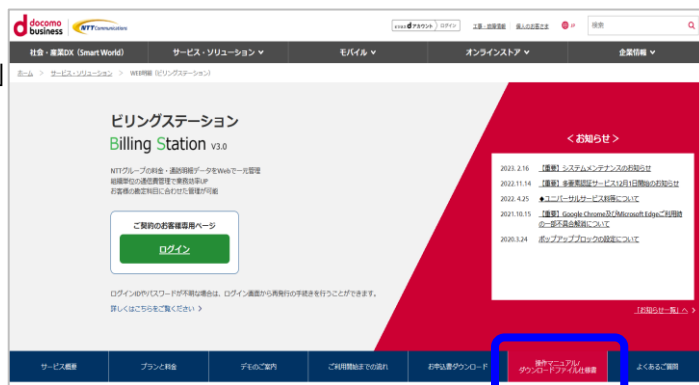 docomo business
NTT Communications
ビジネスdアカウント ログイン
工事・故障情報
個人のお客さま
JP
検索
社会・産業DX (Smart World)
サービス・ソリューション
モバイル
オンラインストア
企業情報
ホーム > サービス・ソリューション > WEB明細（ビリングステーション）
ビリングステーション
Billing Station V3.0
NTTグループの料金・通話明細データをWebで一元管理
組織単位の通信費管理で業務効率UP
お客様の勘定科目に合わせた管理が可能
ご契約のお客様専用ページ
ログイン
ログインIDやパスワードが不明な場合は、ログイン画面から再発行の手続きを行うことができます。
詳しくはこちらをご覧ください >
< お知らせ >
2023. 2.16 【重要】システムメンテナンスのお知らせ
2022.11.14 【重要】多要素認証サービス12月1日開始のお知らせ
2022. 4.25 ◆ユニバーサルサービス料等について
2021.10.15 【重要】Google Chrome及びMicrosoft Edgeご利用時
の一部不具合解消について
2020.3.24 ポップアップブロックの設定について
「お知らせ一覧」へ >
サービス概要
プランと料金
デモのご案内
ご利用開始までの流れ
お申込書ダウンロード
操作マニュアル/
ダウンロードファイル仕様書
よくあるご質問